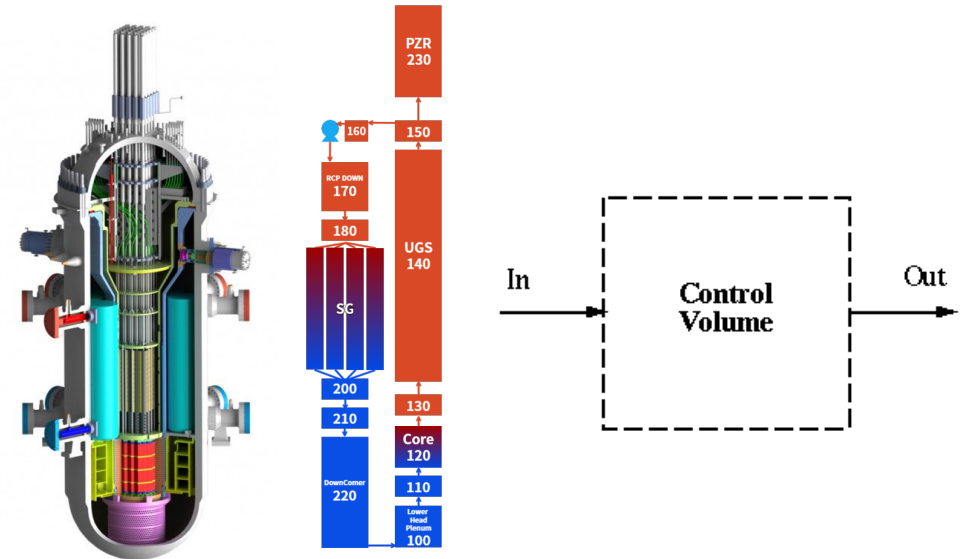 PZR
230
160
150
RCP DOWN
170
180
UGS
140
SG
200
210
130
Core
120
DownComer
220
110
Lower
Head
Plenum
100
In
Control
Volume
Out